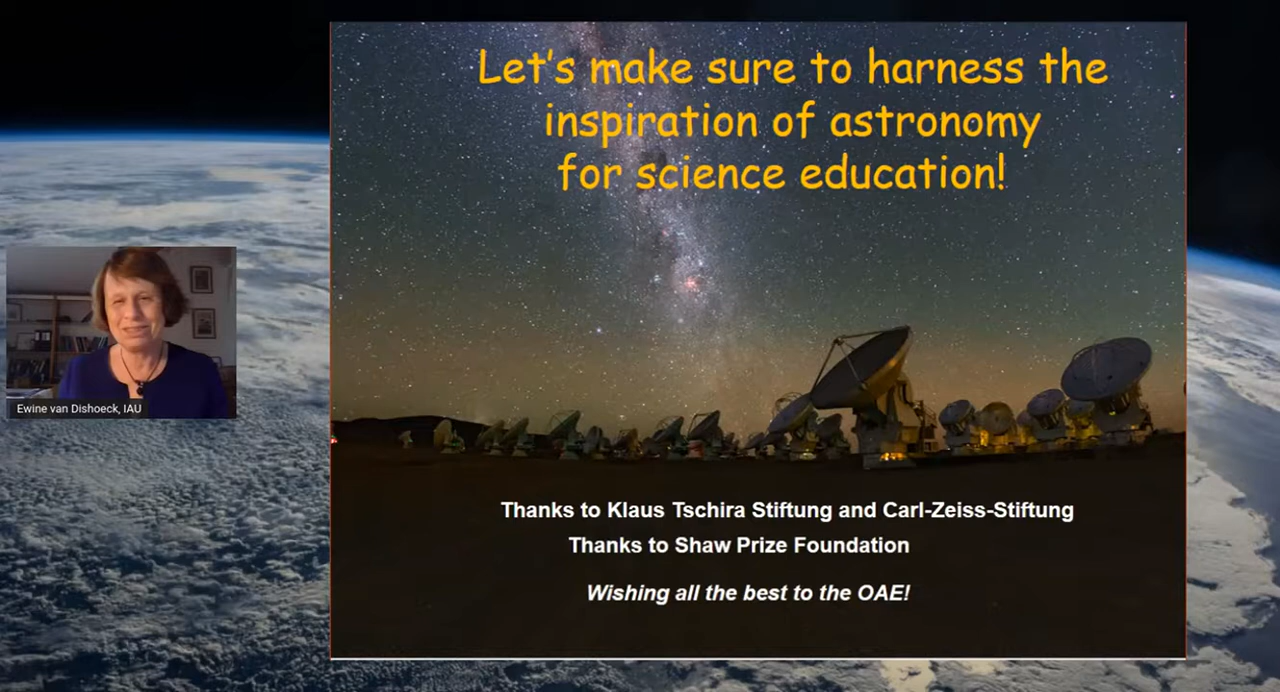 Let's make sure to harness the
inspiration of astronomy
for science education!
Ewine van Dishoeck, IAU
Thanks to Klaus Tschira Stiftung and Carl-Zeiss-Stiftung
Thanks to Shaw Prize Foundation
Wishing all the best to the OAE!